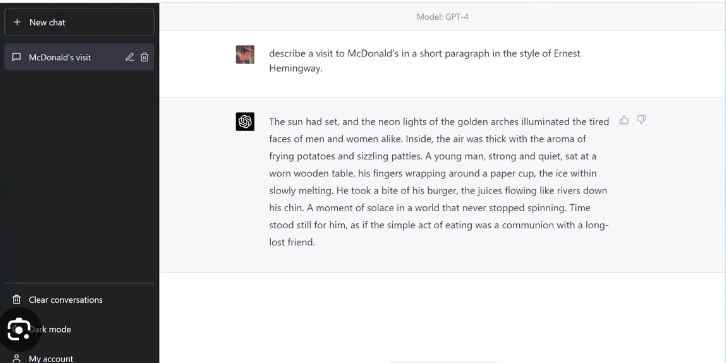 Model: GPT-4
New chat
McDonald's visit
describe a visit to McDonald's in a short paragraph in the style of Ernest
Hemingway.
The sun had set, and the neon lights of the golden arches illuminated the tired
faces of men and women alike. Inside, the air was thick with the aroma of
frying potatoes and sizzling patties. A young man, strong and quiet, sat at a
worn wooden table, his fingers wrapping around a paper cup, the ice within
slowly melting. He took a bite of his burger, the juices flowing like rivers down
his chin. A moment of solace in a world that never stopped spinning. Time
stood still for him, as if the simple act of eating was a communion with a long-
lost friend.
Clear conversations
Dark mode
My account